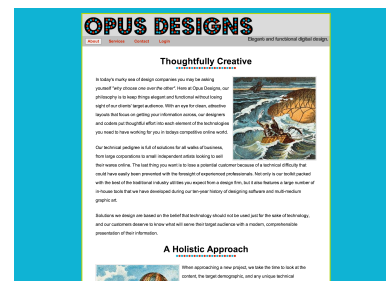 OPUS DESIGNS
Elegant and functional digital design.
About Services Contact Login
Thoughtfully Creative
In today's murky sea of design companies you may be asking
yourself "why choose one over the other". Here at Opus Designs, our
philosophy is to keep things elegant and functional without losing
sight of our clients' target audience. With an eye for clean, attractive
layouts that focus on getting your information across, our designers
and coders put thoughtful effort into each element of the technologies
you need to have working for you in todays competitive online world.
Our technical pedigree is full of solutions for all walks of business,
from large corporations to small independent artists looking to sell
their wares online. The last thing you want is to lose a potential customer because of a technical difficulty that
could have easily been prevented with the foresight of experienced professionals. Not only is our toolkit packed
with the best of the traditional industry utilities you expect from a design firm, but it also features a large number of
in-house tools that we have developed during our ten-year history of designing software and multi-medium
graphic art.
Solutions we design are based on the belief that technology should not be used just for the sake of technology,
and our customers deserve to know what will serve their target audience with a modern, comprehensible
presentation of their information.
A Holistic Approach
When approaching a new project, we take the time to look at the
content, the target demographic, and any unique technical